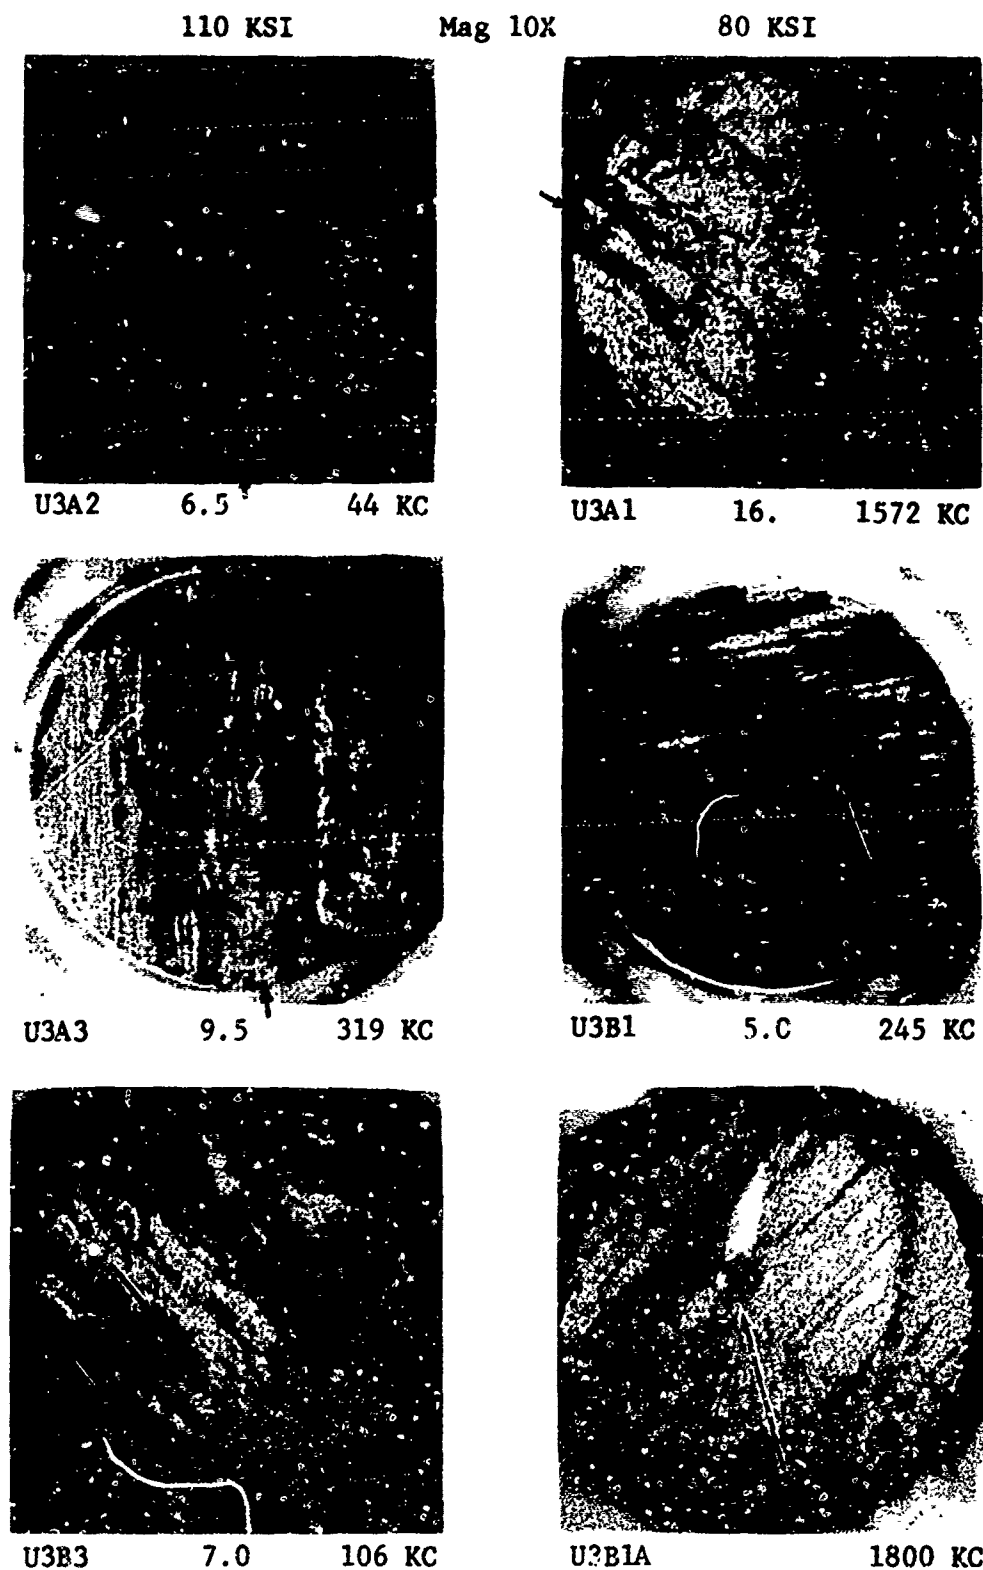 110 KSI Mag 10X 80 KSI
U3A2 6.5 44 KC
U3A1 16. 1572 KC
U3A3 9.5 319 KC
U3B1 5.0 245 KC
U3B3 7.0 106 KC
U3B1A 1800 KC